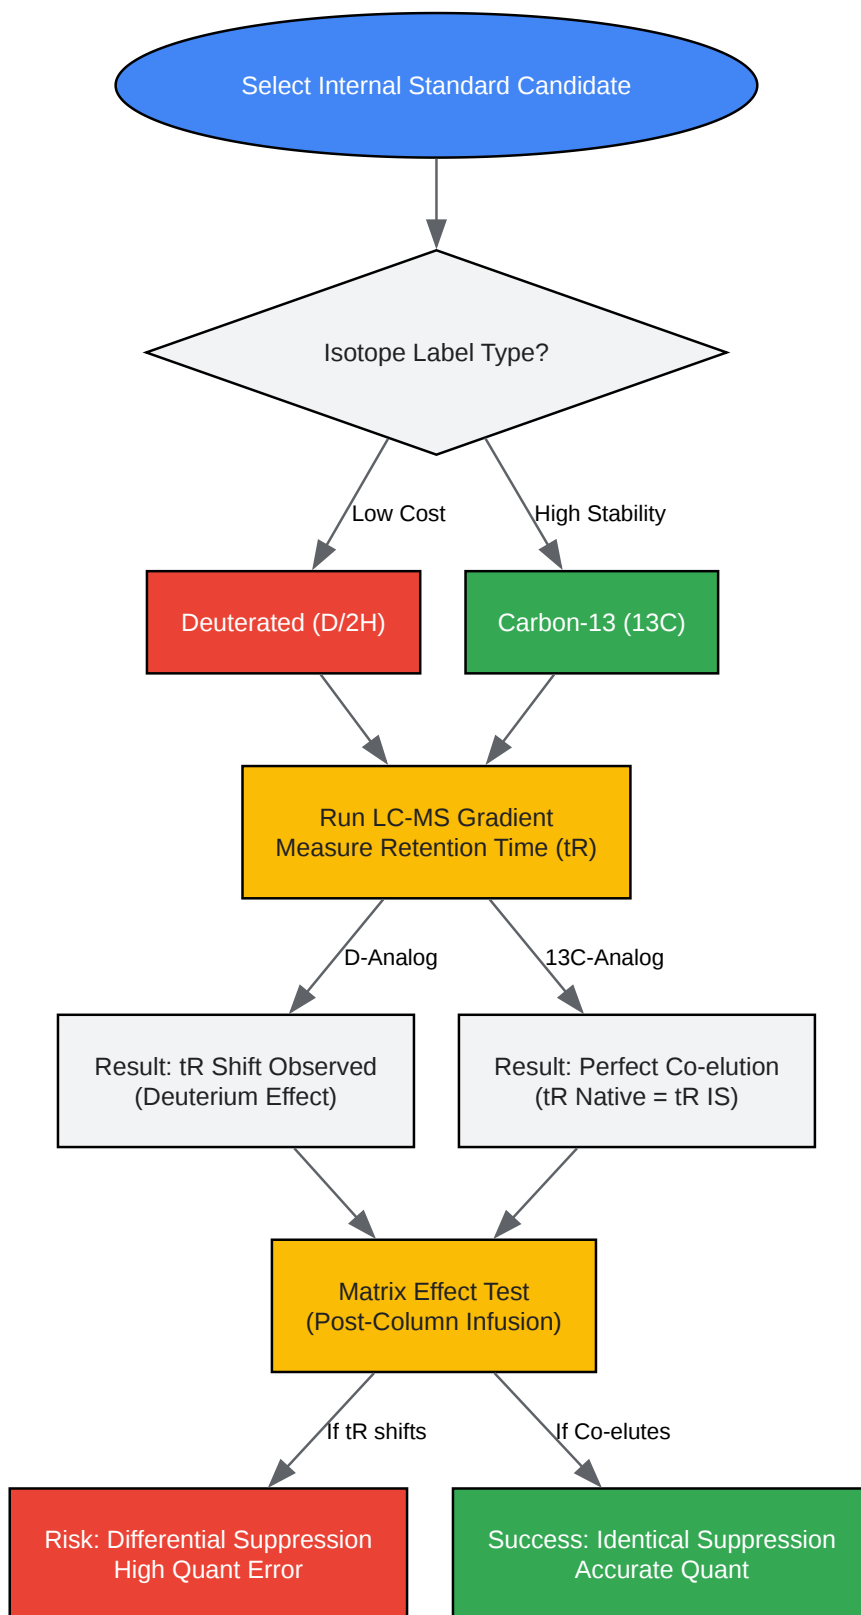 Select Internal Standard Candidate
Isotope Label Type?
Low Cost
High Stability
Deuterated (D/2H)
Carbon-13 (13C)
Run LC-MS Gradient
Measure Retention Time (tR)
D-Analog
13C-Analog
Result: tR Shift Observed
(Deuterium Effect)
Result: Perfect Co-elution
(tR Native = tR IS)
Matrix Effect Test
(Post-Column Infusion)
If tR shifts
If Co-elutes
Risk: Differential Suppression
High Quant Error
Success: Identical Suppression
Accurate Quant